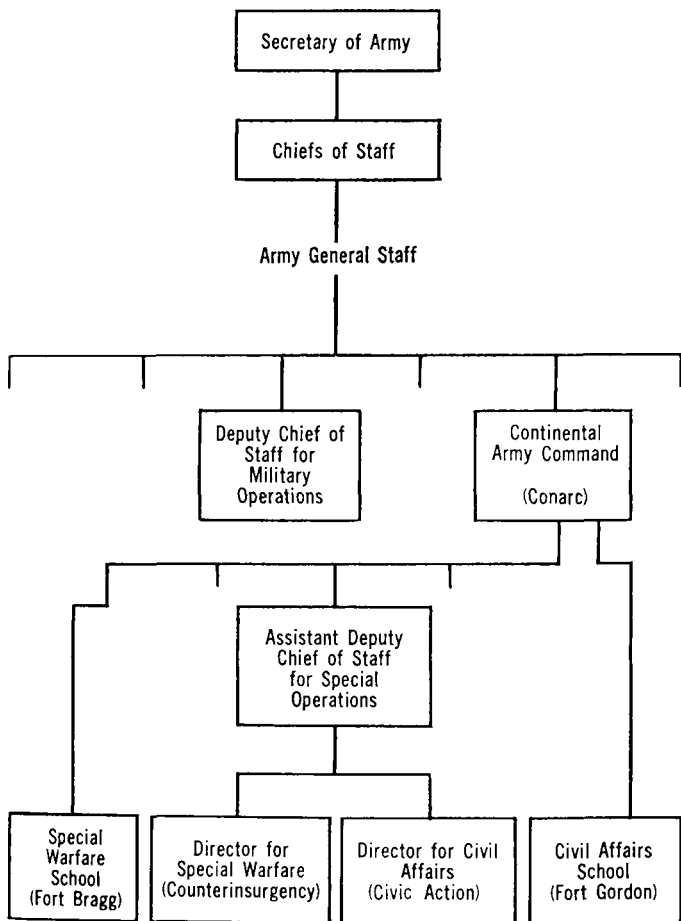 Secretary of Army
Chiefs of Staff
Army General Staff
Deputy Chief of
Staff for
Military
Operations
Continental
Army Command
(Conarc)
Assistant Deputy
Chief of Staff
for Special
Operations
Special
Warfare
School
(Fort Bragg)
Director for
Special Warfare
(Counterinsurgency)
Director for Civil
Affairs
(Civic Action)
Civil Affairs
School
(Fort Gordon)